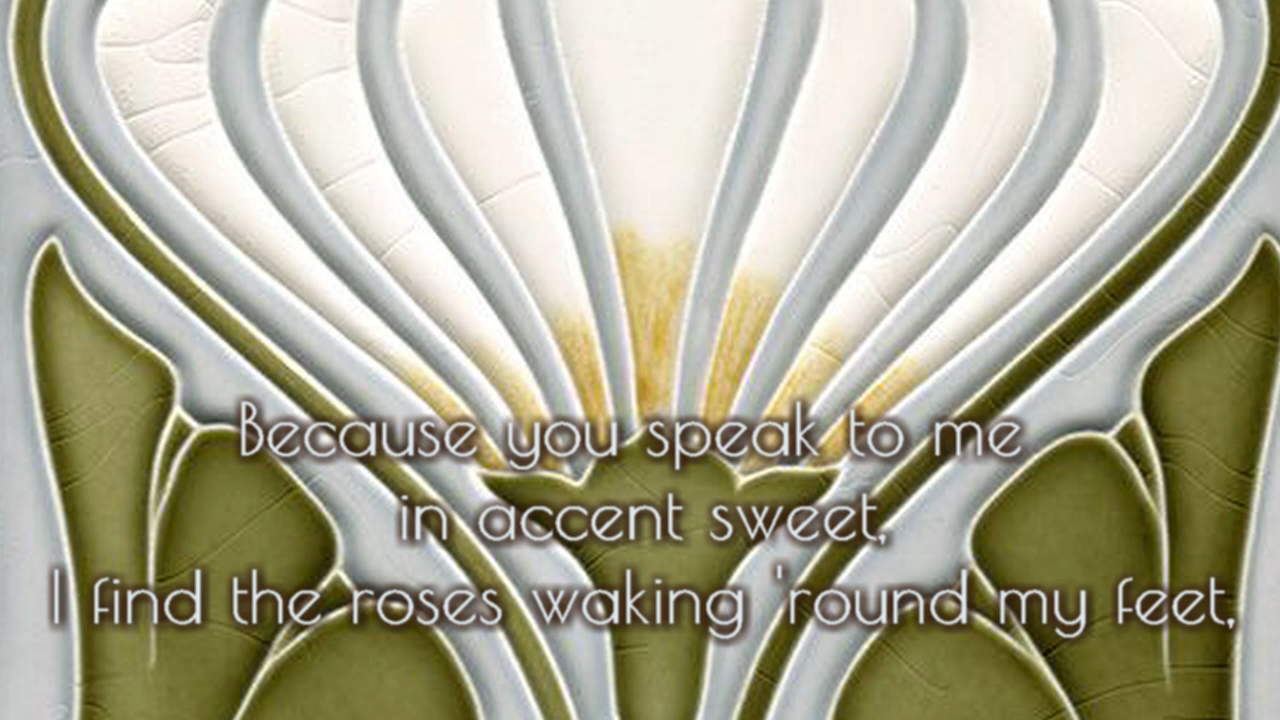 Because you speak to me
in accent sweet,
I find the roses waking 'round my feet,